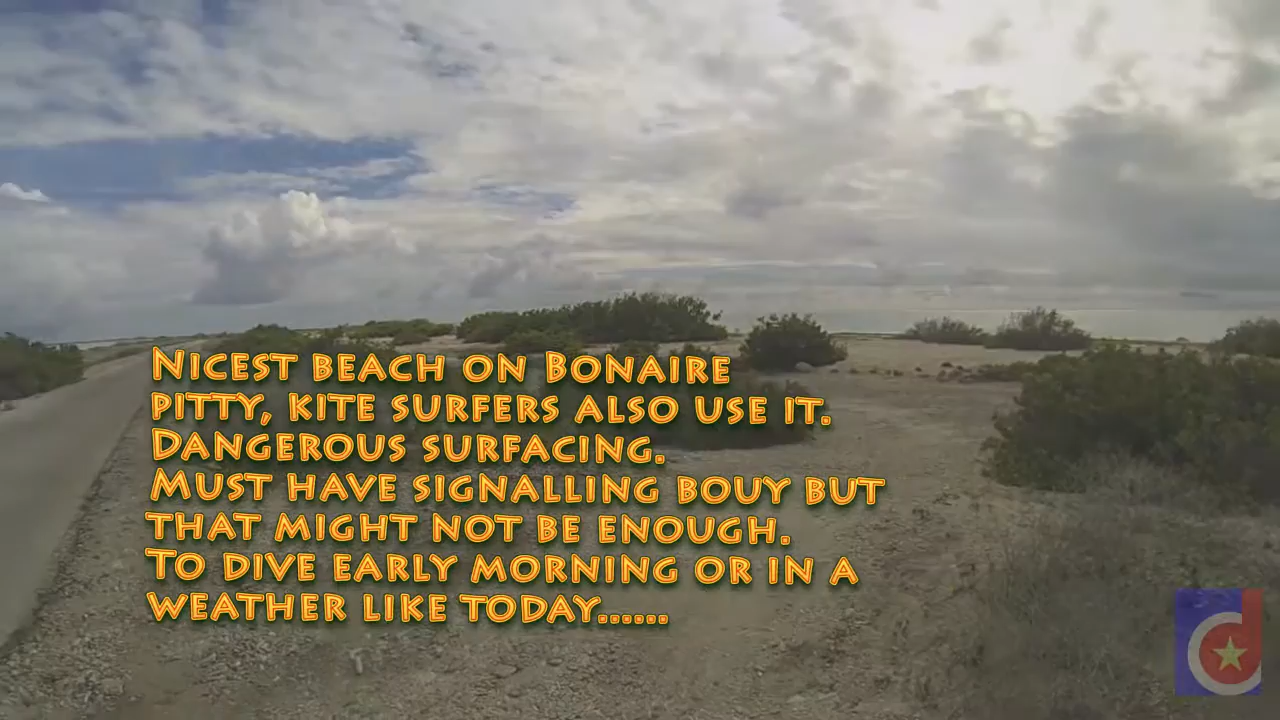 Nicest beach on Bonaire
pitty, kite surfers also use it.
Dangerous surfacing.
Must have signalling bouy but
that might not be enough.
To dive early morning or in a
weather like today......